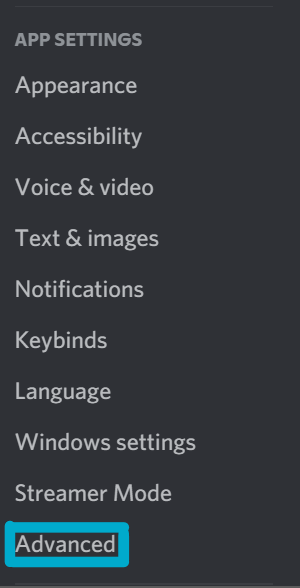 APP SETTINGS
Appearance
Accessibility
Voice & video
Text & images
Notifications
Keybinds
Language
Windows settings
Streamer Mode
Advanced